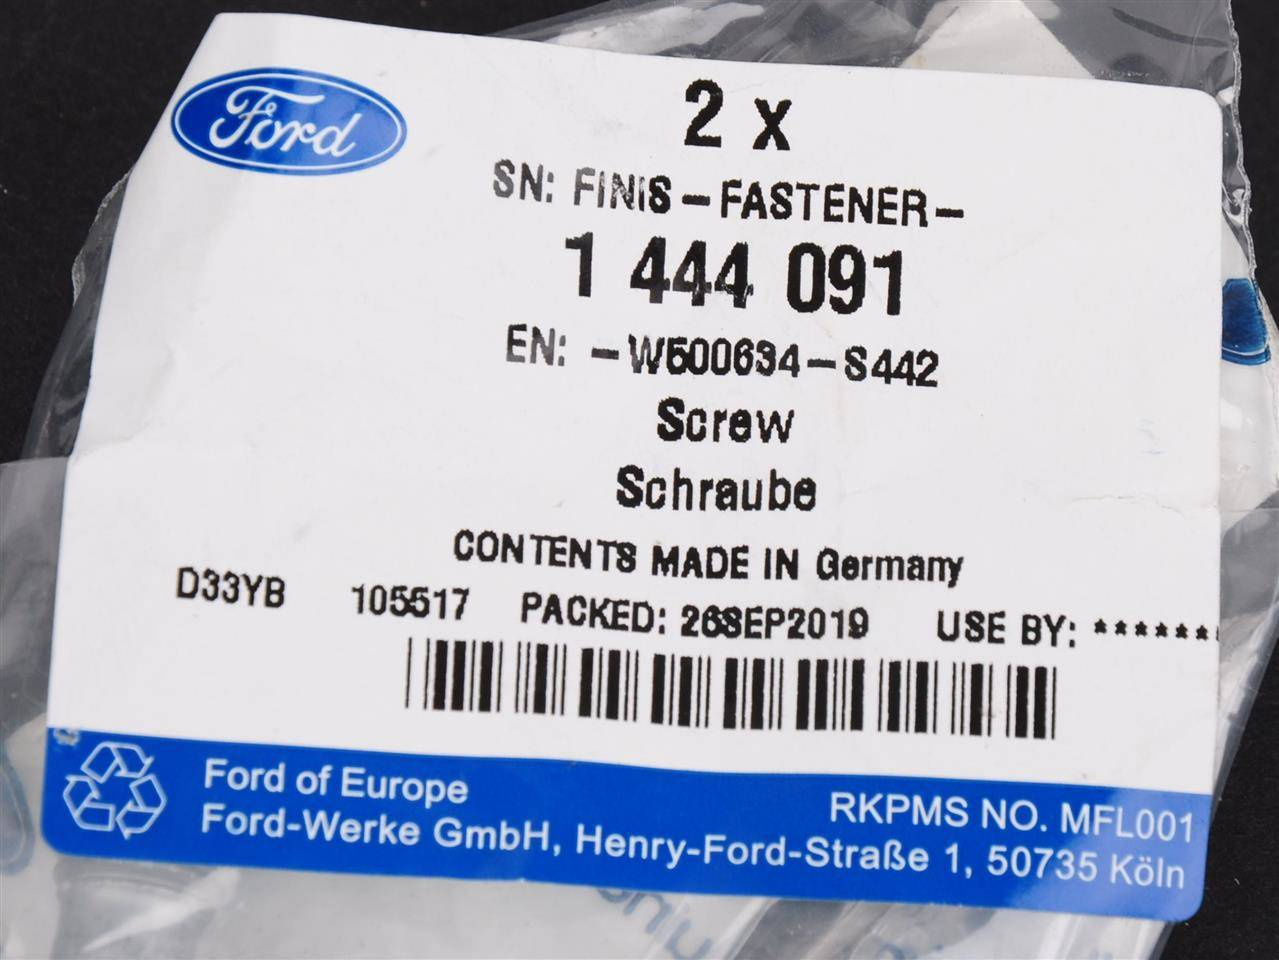 Ford
2 x
SN: FINIS - FASTENER -
1 444 091
EN: - W500634 - S442
Screw
Schraube
CONTENTS MADE IN Germany
D33YB 105517 PACKED: 26SEP2019 USE BY: *******
Ford of Europe
RKPMS NO. MFL001
Ford-Werke GmbH, Henry-Ford-Straße 1, 50735 Köln